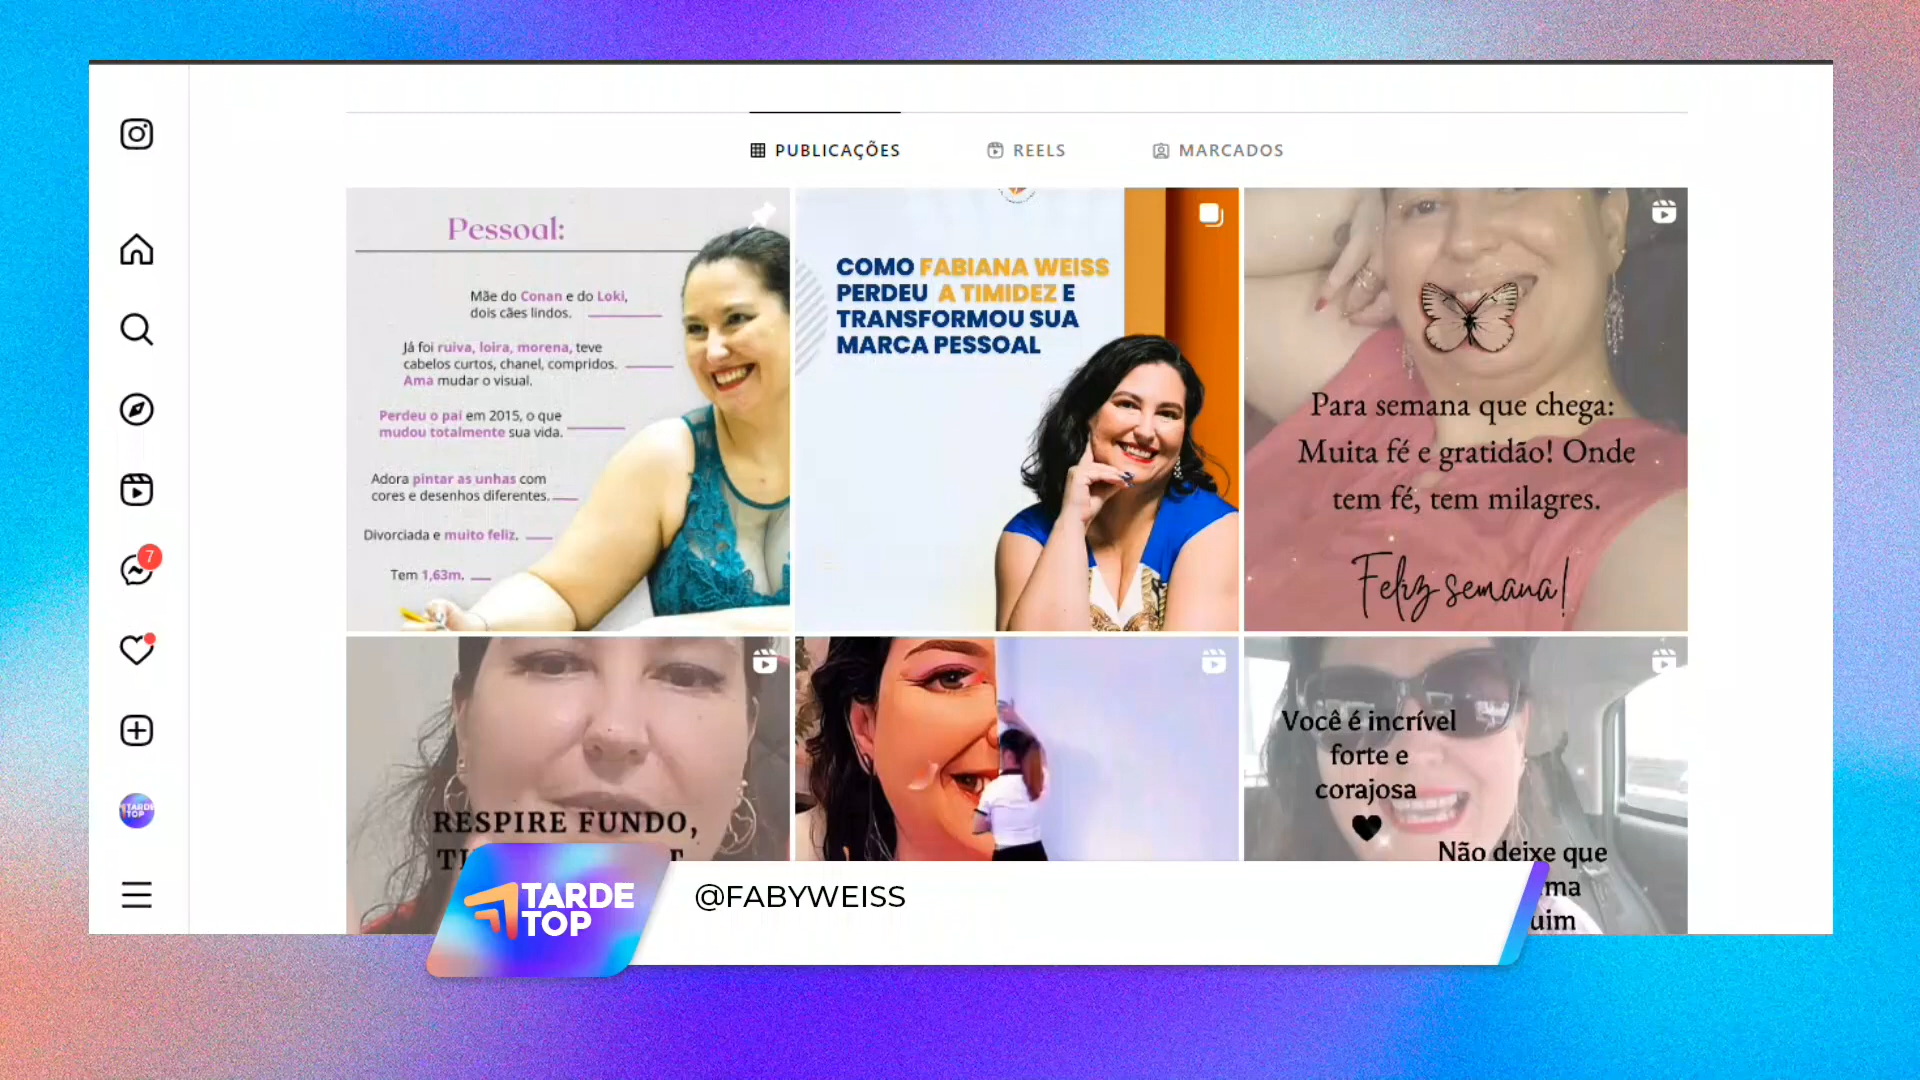 PUBLICAÇÕES
REELS
MARCADOS
Pessoal:
Mãe do Conan e do Loki,
dois cães lindos.
Já foi ruiva, loira, morena, teve
cabelos curtos, chanel, compridos.
Ama mudar o visual.
Perdeu o pai em 2015, o que
mudou totalmente sua vida.
Adora pintar as unhas com
cores e desenhos diferentes.
Divorciada e muito feliz.
Tem 1,63m.
COMO FABIANA WEISS
PERDEU A TIMIDEZ E
TRANSFORMOU SUA
MARCA PESSOAL
Para semana que chega:
Muita fé e gratidão! Onde
tem fé, tem milagres.
Feliz semana!
7
RESPIRE FUNDO,
Você é incrível
forte e
corajosa
Não deixe que
TARDE
TOP
TARDE
TOP
@FABYWEISS